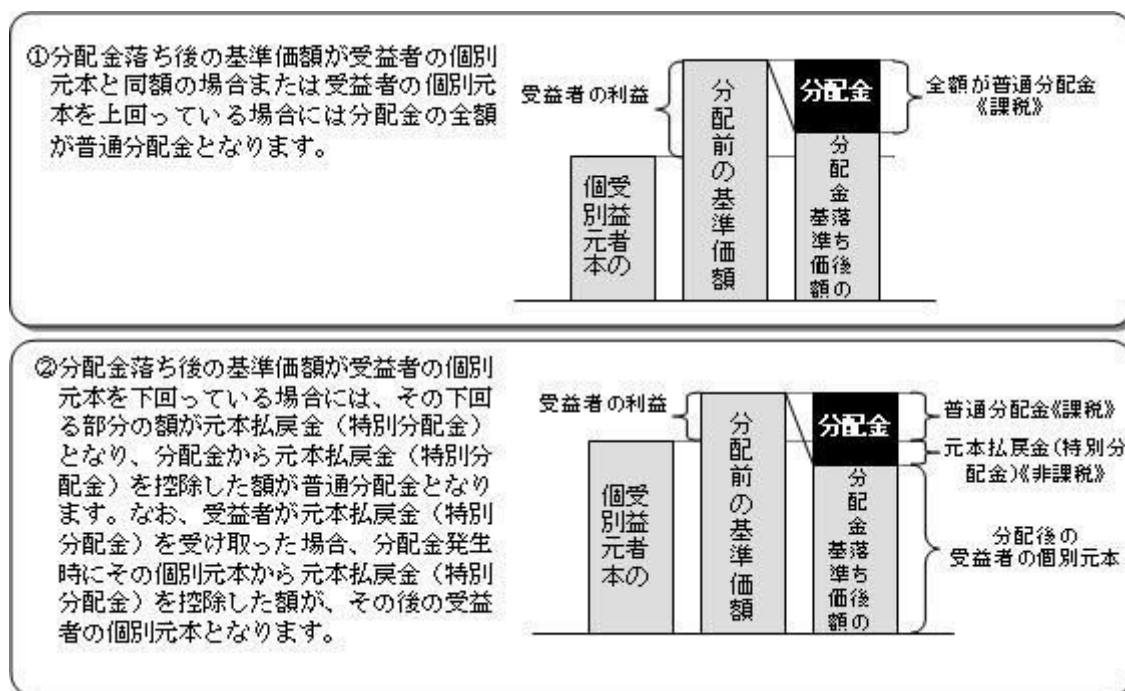 ①分配金落ち後の基準価額が受益者の個別
元本と同額の場合または受益者の個別元
本を上回っている場合には分配金の全額
が普通分配金となります。
受益者の利益
受益者の
個別元本
分配前の基準価額
分配金
分配金落ち後の
基準価額
全額が普通分配金
《課税》
②分配金落ち後の基準価額が受益者の個別
元本を下回っている場合には、その下回
る部分の額が元本払戻金（特別分配金）
となり、分配金から元本払戻金（特別分
配金）を控除した額が普通分配金となり
ます。なお、受益者が元本払戻金（特別
分配金）を受け取った場合、分配金発生
時にその個別元本から元本払戻金（特別
分配金）を控除した額が、その後の受益
者の個別元本となります。
受益者の利益
受益者の
個別元本
分配前の基準価額
分配金
分配金落ち後の
基準価額
普通分配金《課税》
元本払戻金(特別分
配金)《非課税》
分配後の
受益者の個別元本